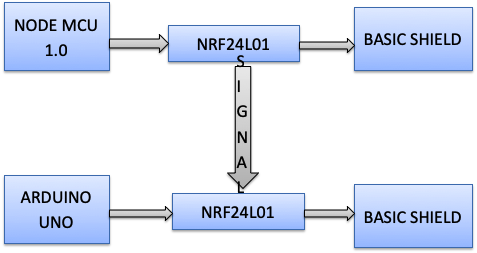 NODE MCU
1.0
NRF24L01
BASIC SHIELD
S
I
G
N
A
L
ARDUINO
UNO
NRF24L01
BASIC SHIELD